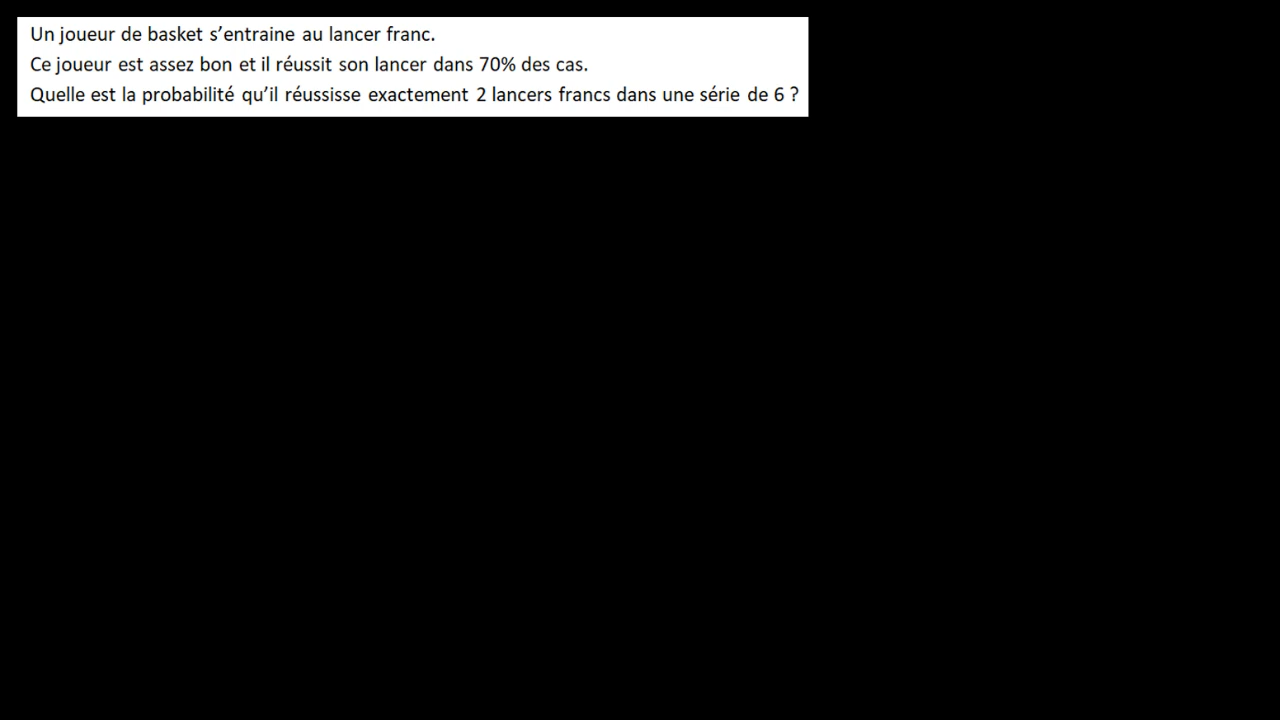 Un joueur de basket s’entraine au lancer franc.
Ce joueur est assez bon et il réussit son lancer dans 70% des cas.
Quelle est la probabilité qu’il réussisse exactement 2 lancers francs dans une série de 6 ?